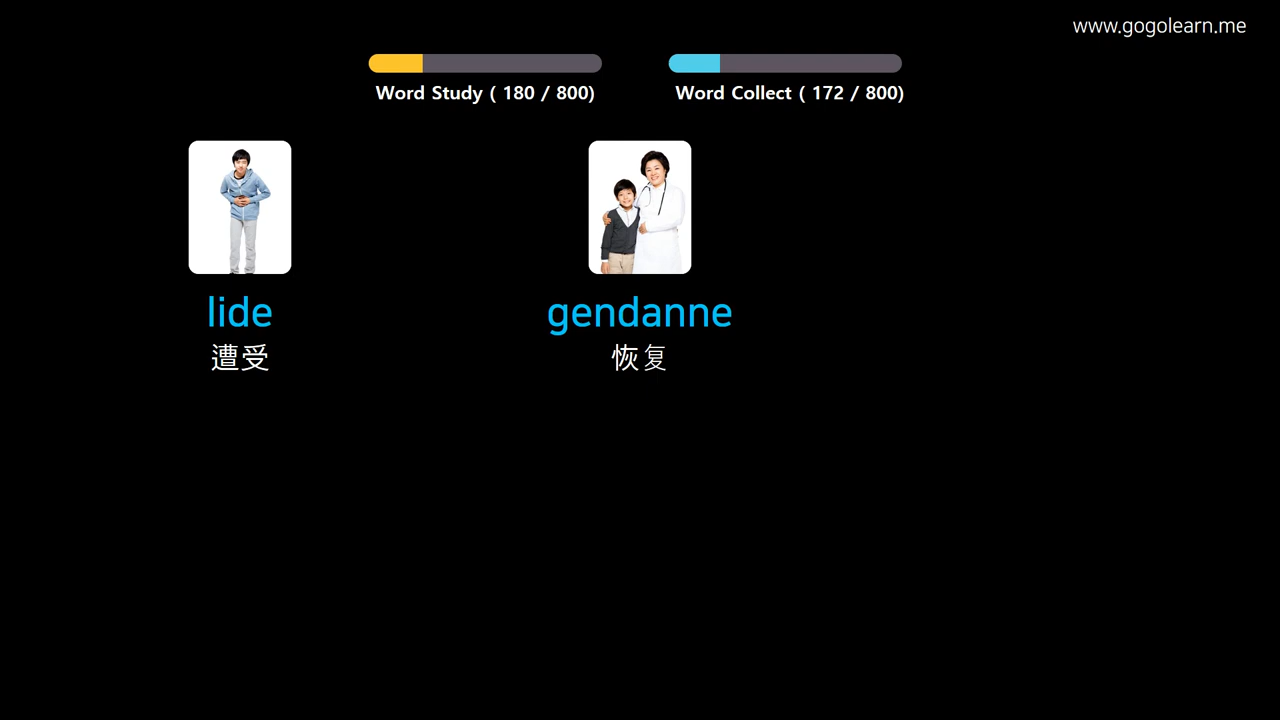 www.gogolearn.me
Word Study ( 180 / 800)
Word Collect ( 172 / 800)
lide
遭受
gendanne
恢复